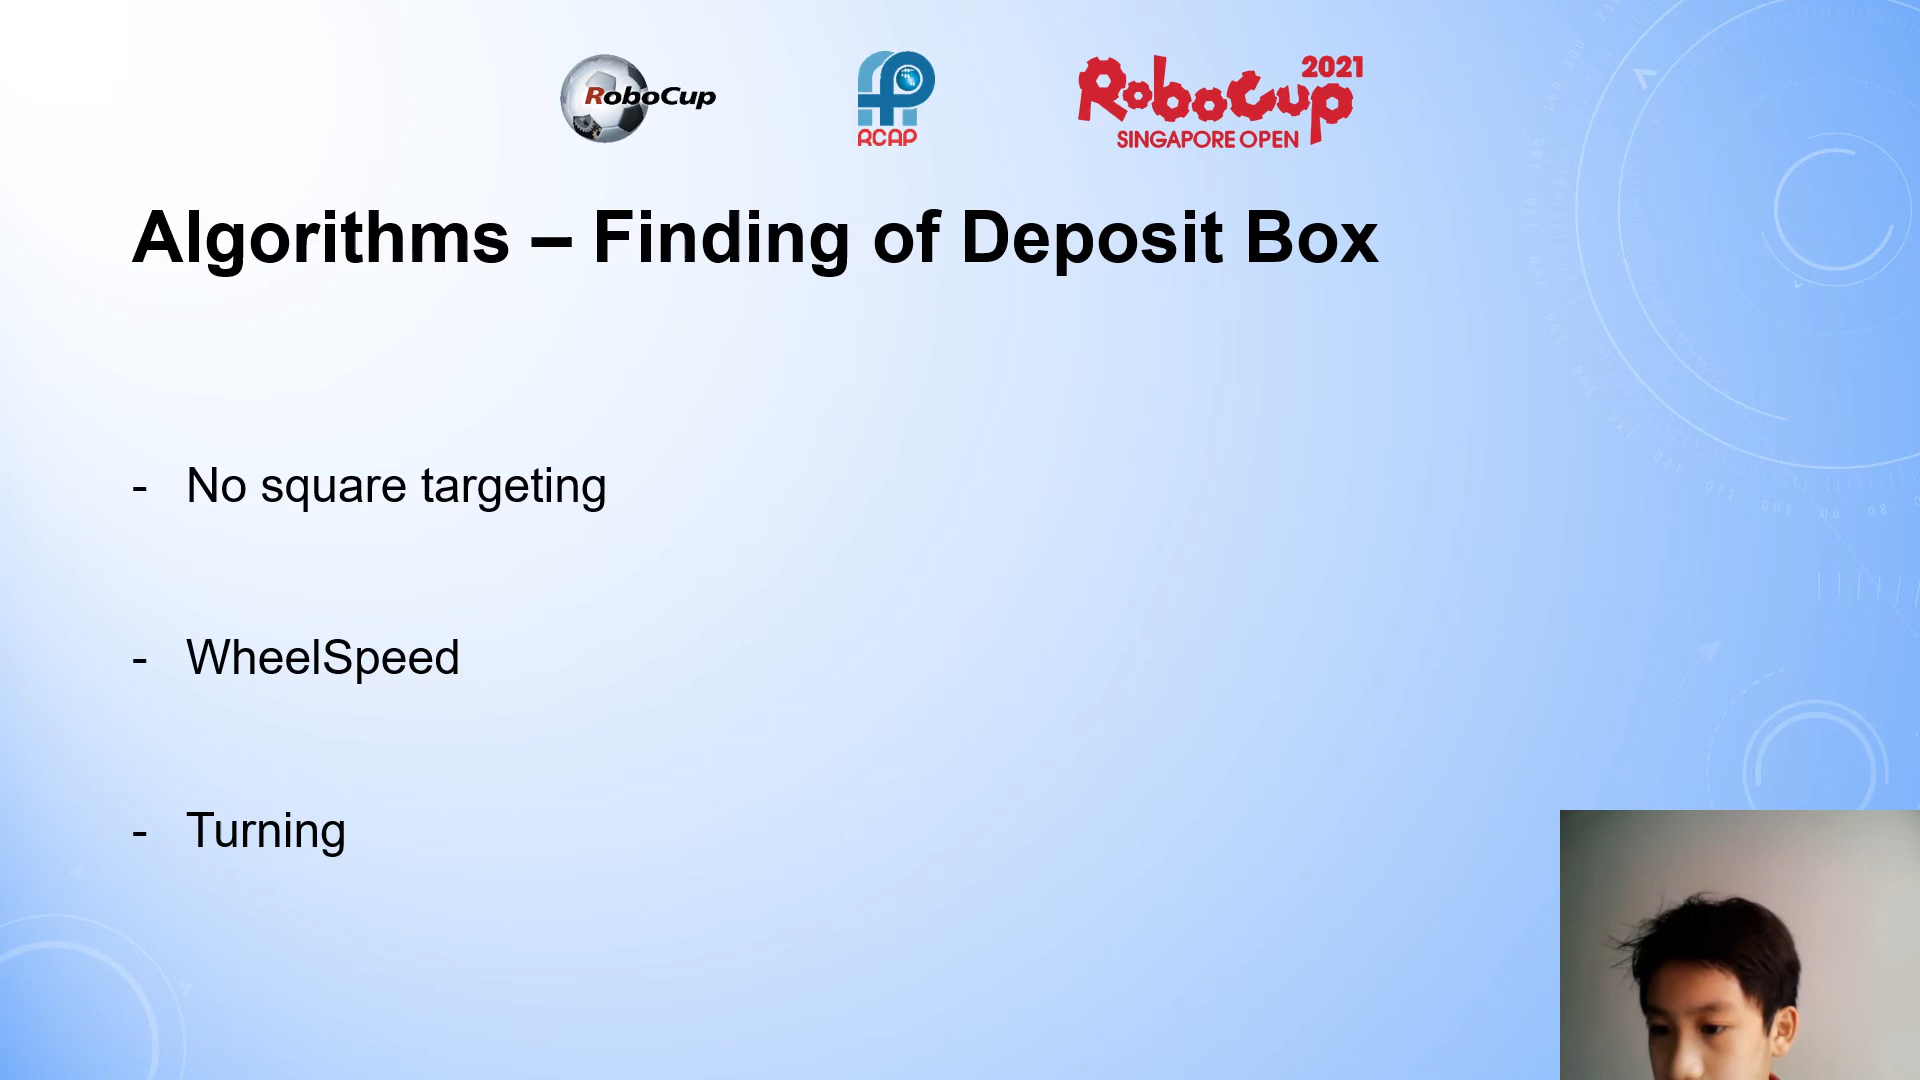 RoboCup
RCAP
2021
RoboCup
SINGAPORE OPEN
Algorithms – Finding of Deposit Box
- No square targeting
- WheelSpeed
- Turning